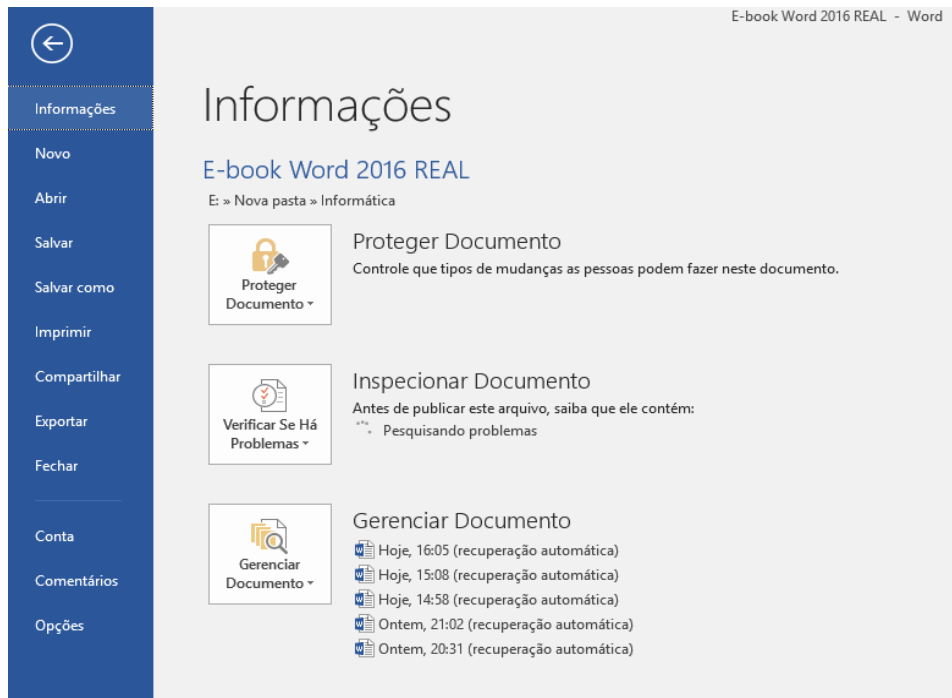 E-book Word 2016 REAL - Word
Informações
Novo
Abrir
Salvar
Salvar como
Imprimir
Compartilhar
Exportar
Fechar
Conta
Comentários
Opções
Informações
E-book Word 2016 REAL
E: » Nova pasta » Informática
Proteger
Documento
Proteger Documento
Controle que tipos de mudanças as pessoas podem fazer neste documento.
Verificar Se Há
Problemas
Inspecionar Documento
Antes de publicar este arquivo, saiba que ele contém:
Pesquisando problemas
Gerenciar
Documento
Gerenciar Documento
Hoje, 16:05 (recuperação automática)
Hoje, 15:08 (recuperação automática)
Hoje, 14:58 (recuperação automática)
Ontem, 21:02 (recuperação automática)
Ontem, 20:31 (recuperação automática)